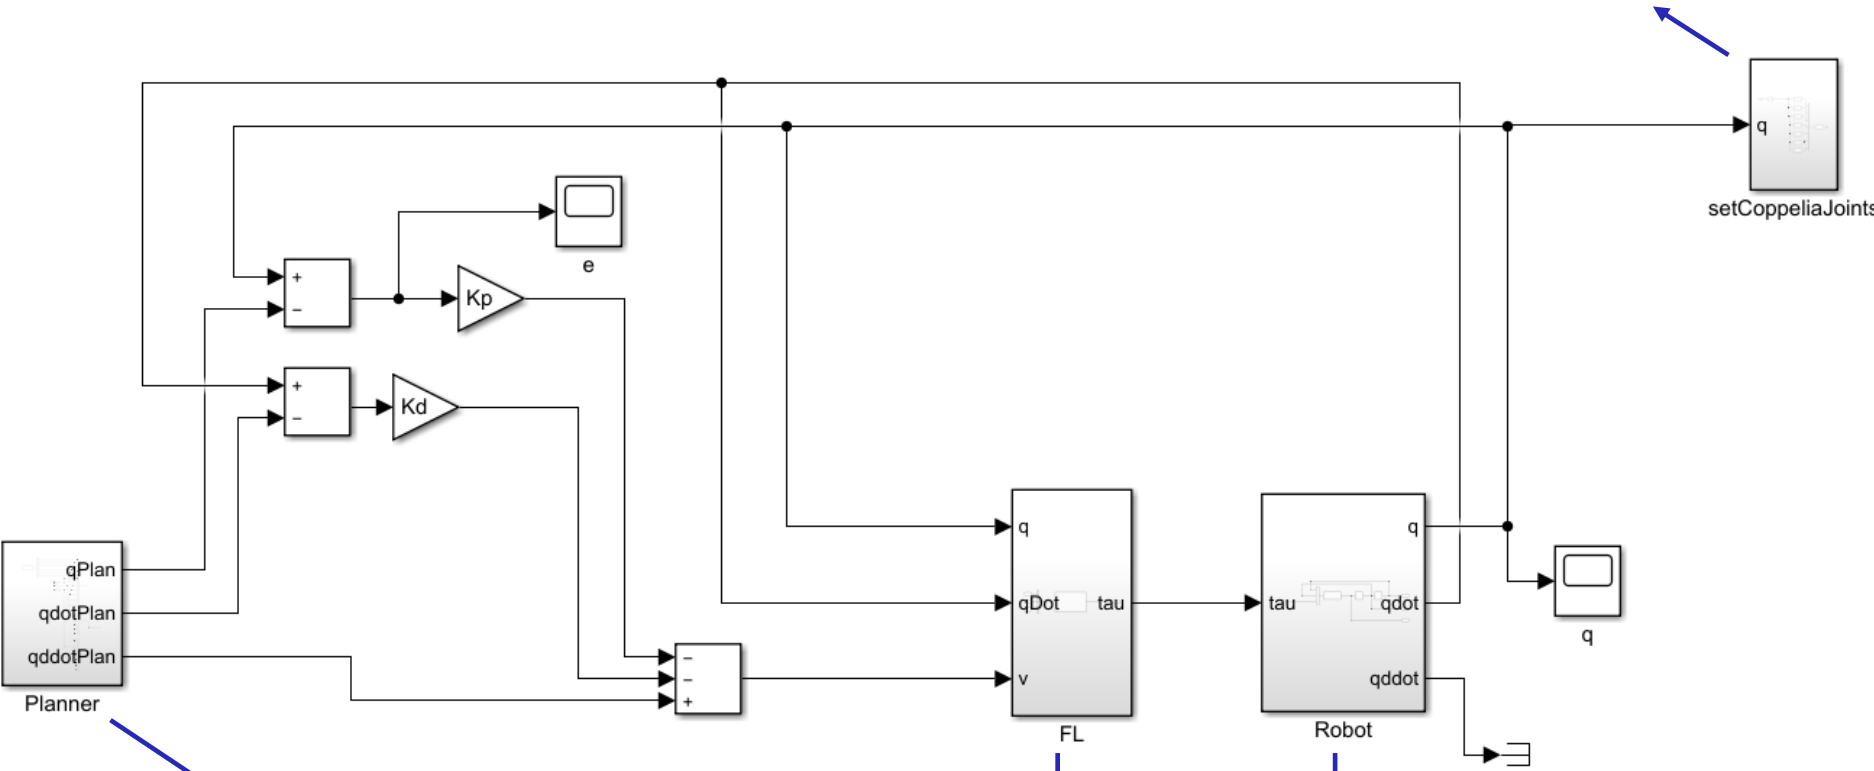 q
setCoppeliaJoints
e
+
−
Kp
+
−
Kd
qPlan
qdotPlan
qddotPlan
Planner
−
−
+
q
qDot
v
tau
FL
tau
q
qdot
qddot
Robot
q